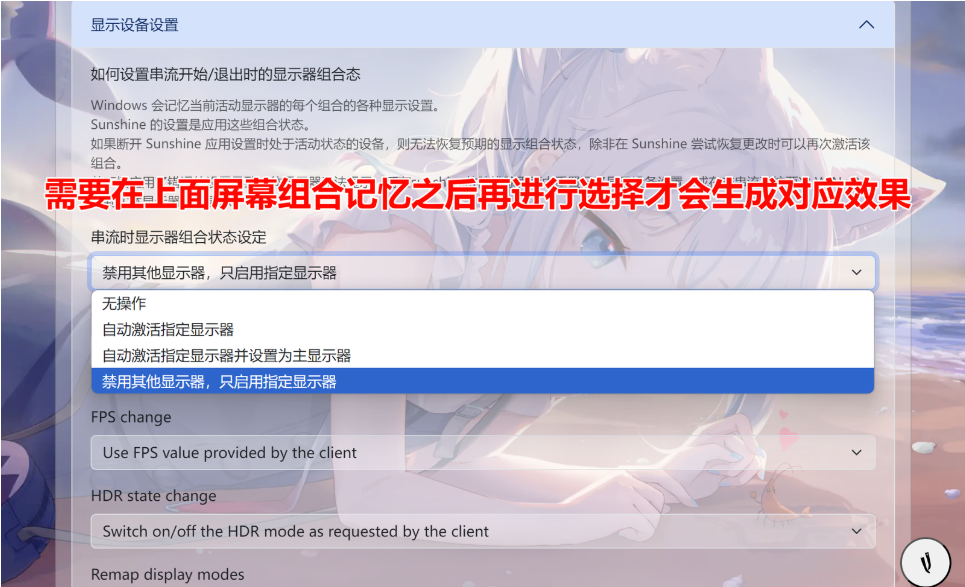 显示设备设置
如何设置串流开始/退出时的显示器组合态
Windows 会记忆当前活动显示器的每个组合的各种显示设置。
Sunshine 的设置是应用这些组合状态。
如果断开 Sunshine 应用设置时处于活动状态的设备，则无法恢复预期的显示组合状态，除非在 Sunshine 尝试恢复更改时可以再次激活该
组合。
需要在上面屏幕组合记忆之后再进行选择才会生成对应效果
串流时显示器组合状态设定
禁用其他显示器，只启用指定显示器
无操作
自动激活指定显示器
自动激活指定显示器并设置为主显示器
禁用其他显示器，只启用指定显示器
FPS change
Use FPS value provided by the client
HDR state change
Switch on/off the HDR mode as requested by the client
Remap display modes